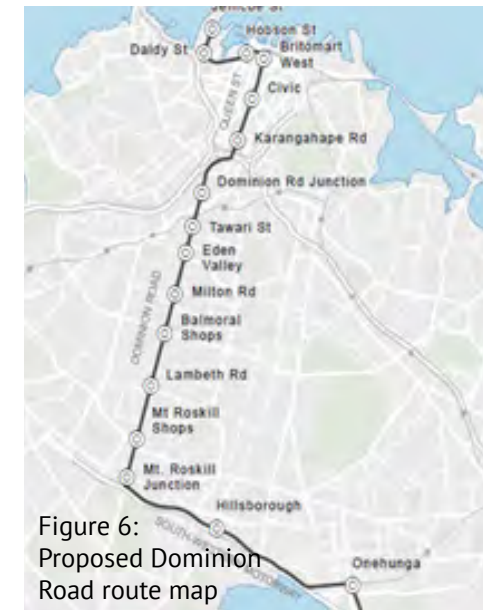 Jellicoe St
Hobson St
Daldy St
Britomart
West
QUEEN ST
Civic
Karangahape Rd
Dominion Rd Junction
Tawari St
Eden
Valley
DOMINION ROAD
Milton Rd
Balmoral
Shops
Lambeth Rd
Mt Roskill
Shops
Mt. Roskill
Junction
Hillsborough
Onehunga
Figure 6:
Proposed Dominion
Road route map